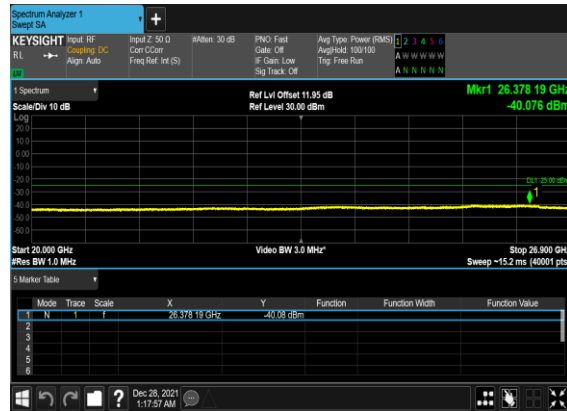 Spectrum Analyzer 1
Swept SA
+
KEYSIGHT Input: RF Input Z: 50 Ω #Atten: 30 dB PNO: Fast Avg Type: Power (RMS) 1 2 3 4 5 6
RL Coupling: DC Corr CCorr Gate: Off Avg|Hold: 100/100 A W W W W W
Align: Auto Freq Ref: Int (S) IF Gain: Low Trig: Free Run
Sig Track: Off A N N N N N
1 Spectrum Ref Lvl Offset 11.95 dB Mkr1 26.378 19 GHz
Scale/Div 10 dB Ref Level 30.00 dBm -40.076 dBm
Log
20.0
10.0
0.00
-10.0
-20.0
DL1 -25.00 dBm
-30.0
1
-40.0
-50.0
-60.0
Start 20.000 GHz Video BW 3.0 MHz* Stop 26.900 GHz
#Res BW 1.0 MHz Sweep ~15.2 ms (40001 pts)
5 Marker Table
Mode Trace Scale X Y Function Function Width Function Value
1 N 1 f 26.378 19 GHz -40.08 dBm
2
3
4
5
6
? Dec 28, 2021
1:17:57 AM